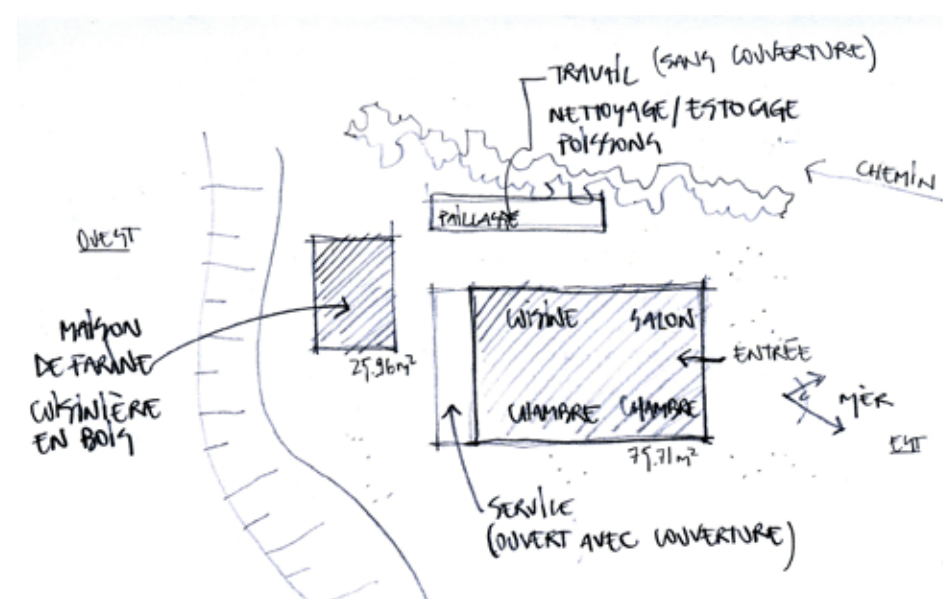 TRAVAIL (SANS COUVERTURE)
NETTOYAGE/ESTOCAGE
POISSONS
CHEMIN
PAILLASSE
OUEST
MAISON
DE FARINE
CUISINIÈRE
EN BOIS
25.96m²
CUISINE SALON
ENTRÉE
CHAMBRE CHAMBRE
MÈR
EST
75.71m²
SERVICE
(OUVERT AVEC COUVERTURE)